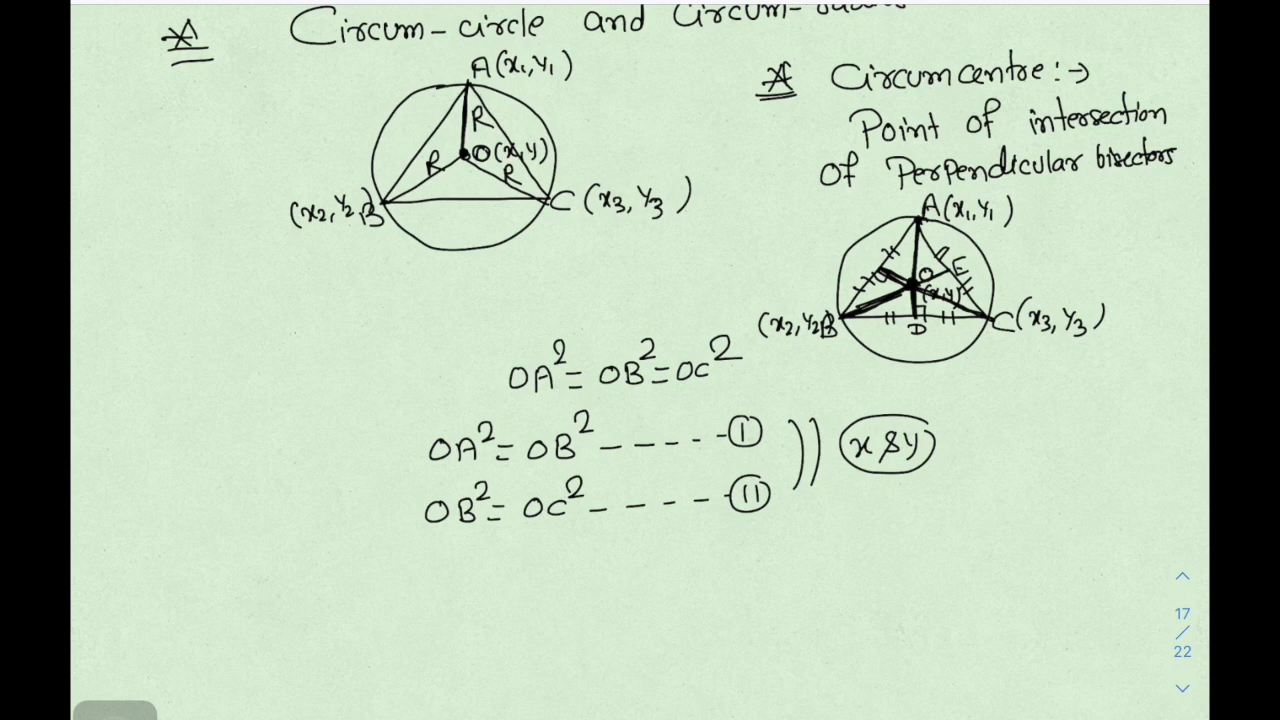 Circum-circle and Circum-
A(x₁,y₁)
R
O(x,y)
R
R
(x₂,y₂)B
C(x₃,y₃)
Circumcentre:→
Point of intersection
of Perpendicular bisectors
A(x₁,y₁)
E
O
(x,y)
(x₂,y₂)B
D
C(x₃,y₃)
OA² = OB² = OC²
OA² = OB² ----- I
x & y
OB² = OC² ----- II
17
/
22